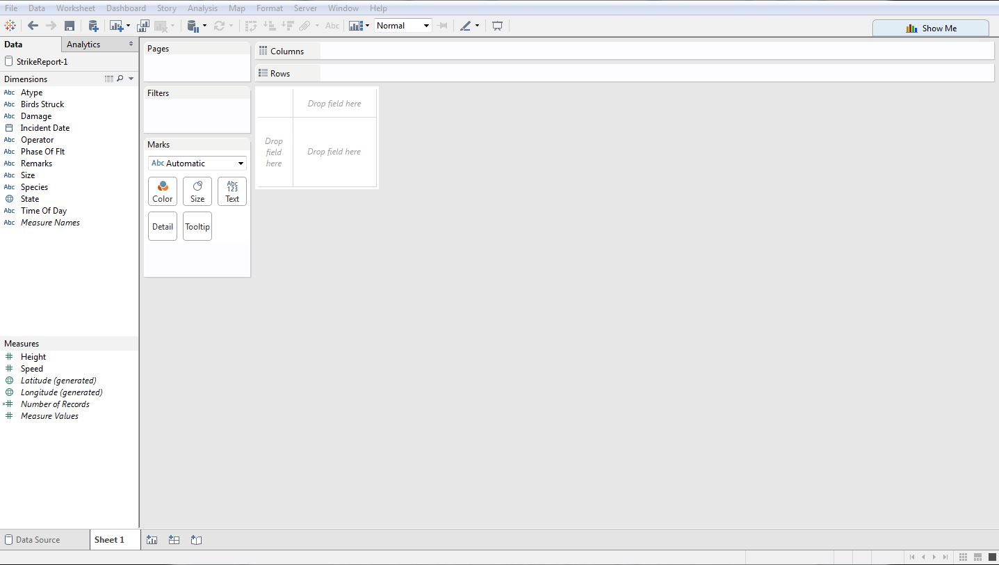 File Data Worksheet Dashboard Story Analysis Map Format Server Window Help
Abc Normal
Show Me
Data Analytics
StrikeReport-1
Dimensions
Abc Atype
Abc Birds Struck
Abc Damage
Incident Date
Abc Operator
Abc Phase Of Flt
Abc Remarks
Abc Size
Abc Species
State
Abc Time Of Day
Abc Measure Names
Measures
Height
Speed
Latitude (generated)
Longitude (generated)
Number of Records
Measure Values
Pages
Filters
Marks
Abc Automatic
Color Size Abc 123 Text
Detail Tooltip
Columns
Rows
Drop field here
Drop
field
here
Drop field here
Data Source Sheet 1